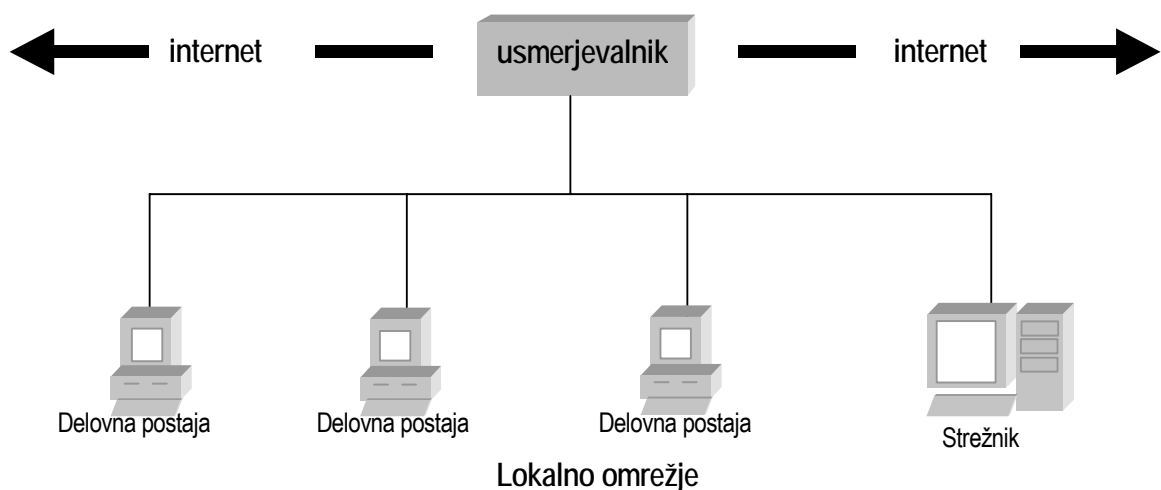 internet
usmerjevalnik
internet
Delovna postaja
Delovna postaja
Delovna postaja
Strežnik
Lokalno omrežje